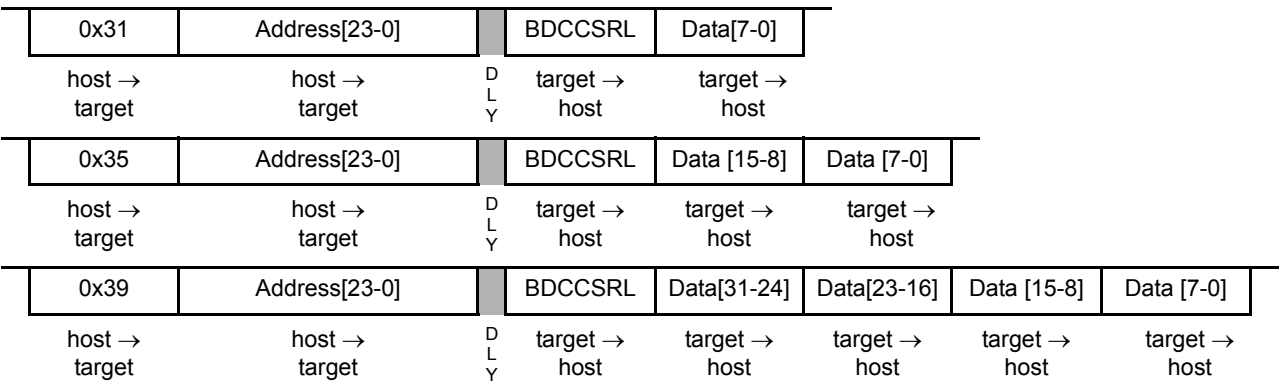 0x31 Address[23-0] BDCCSRL Data[7-0]
host → host → D target → target →
target target L host host
Y
0x35 Address[23-0] BDCCSRL Data [15-8] Data [7-0]
host → host → D target → target → target →
target target L host host host
Y
0x39 Address[23-0] BDCCSRL Data[31-24] Data[23-16] Data [15-8] Data [7-0]
host → host → D target → target → target → target → target →
target target L host host host host host
Y